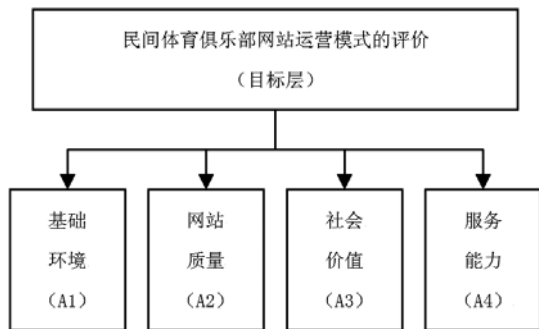 民间体育俱乐部网站运营模式的评价
（目标层）
基础
环境
（A1）
网站
质量
（A2）
社会
价值
（A3）
服务
能力
（A4）